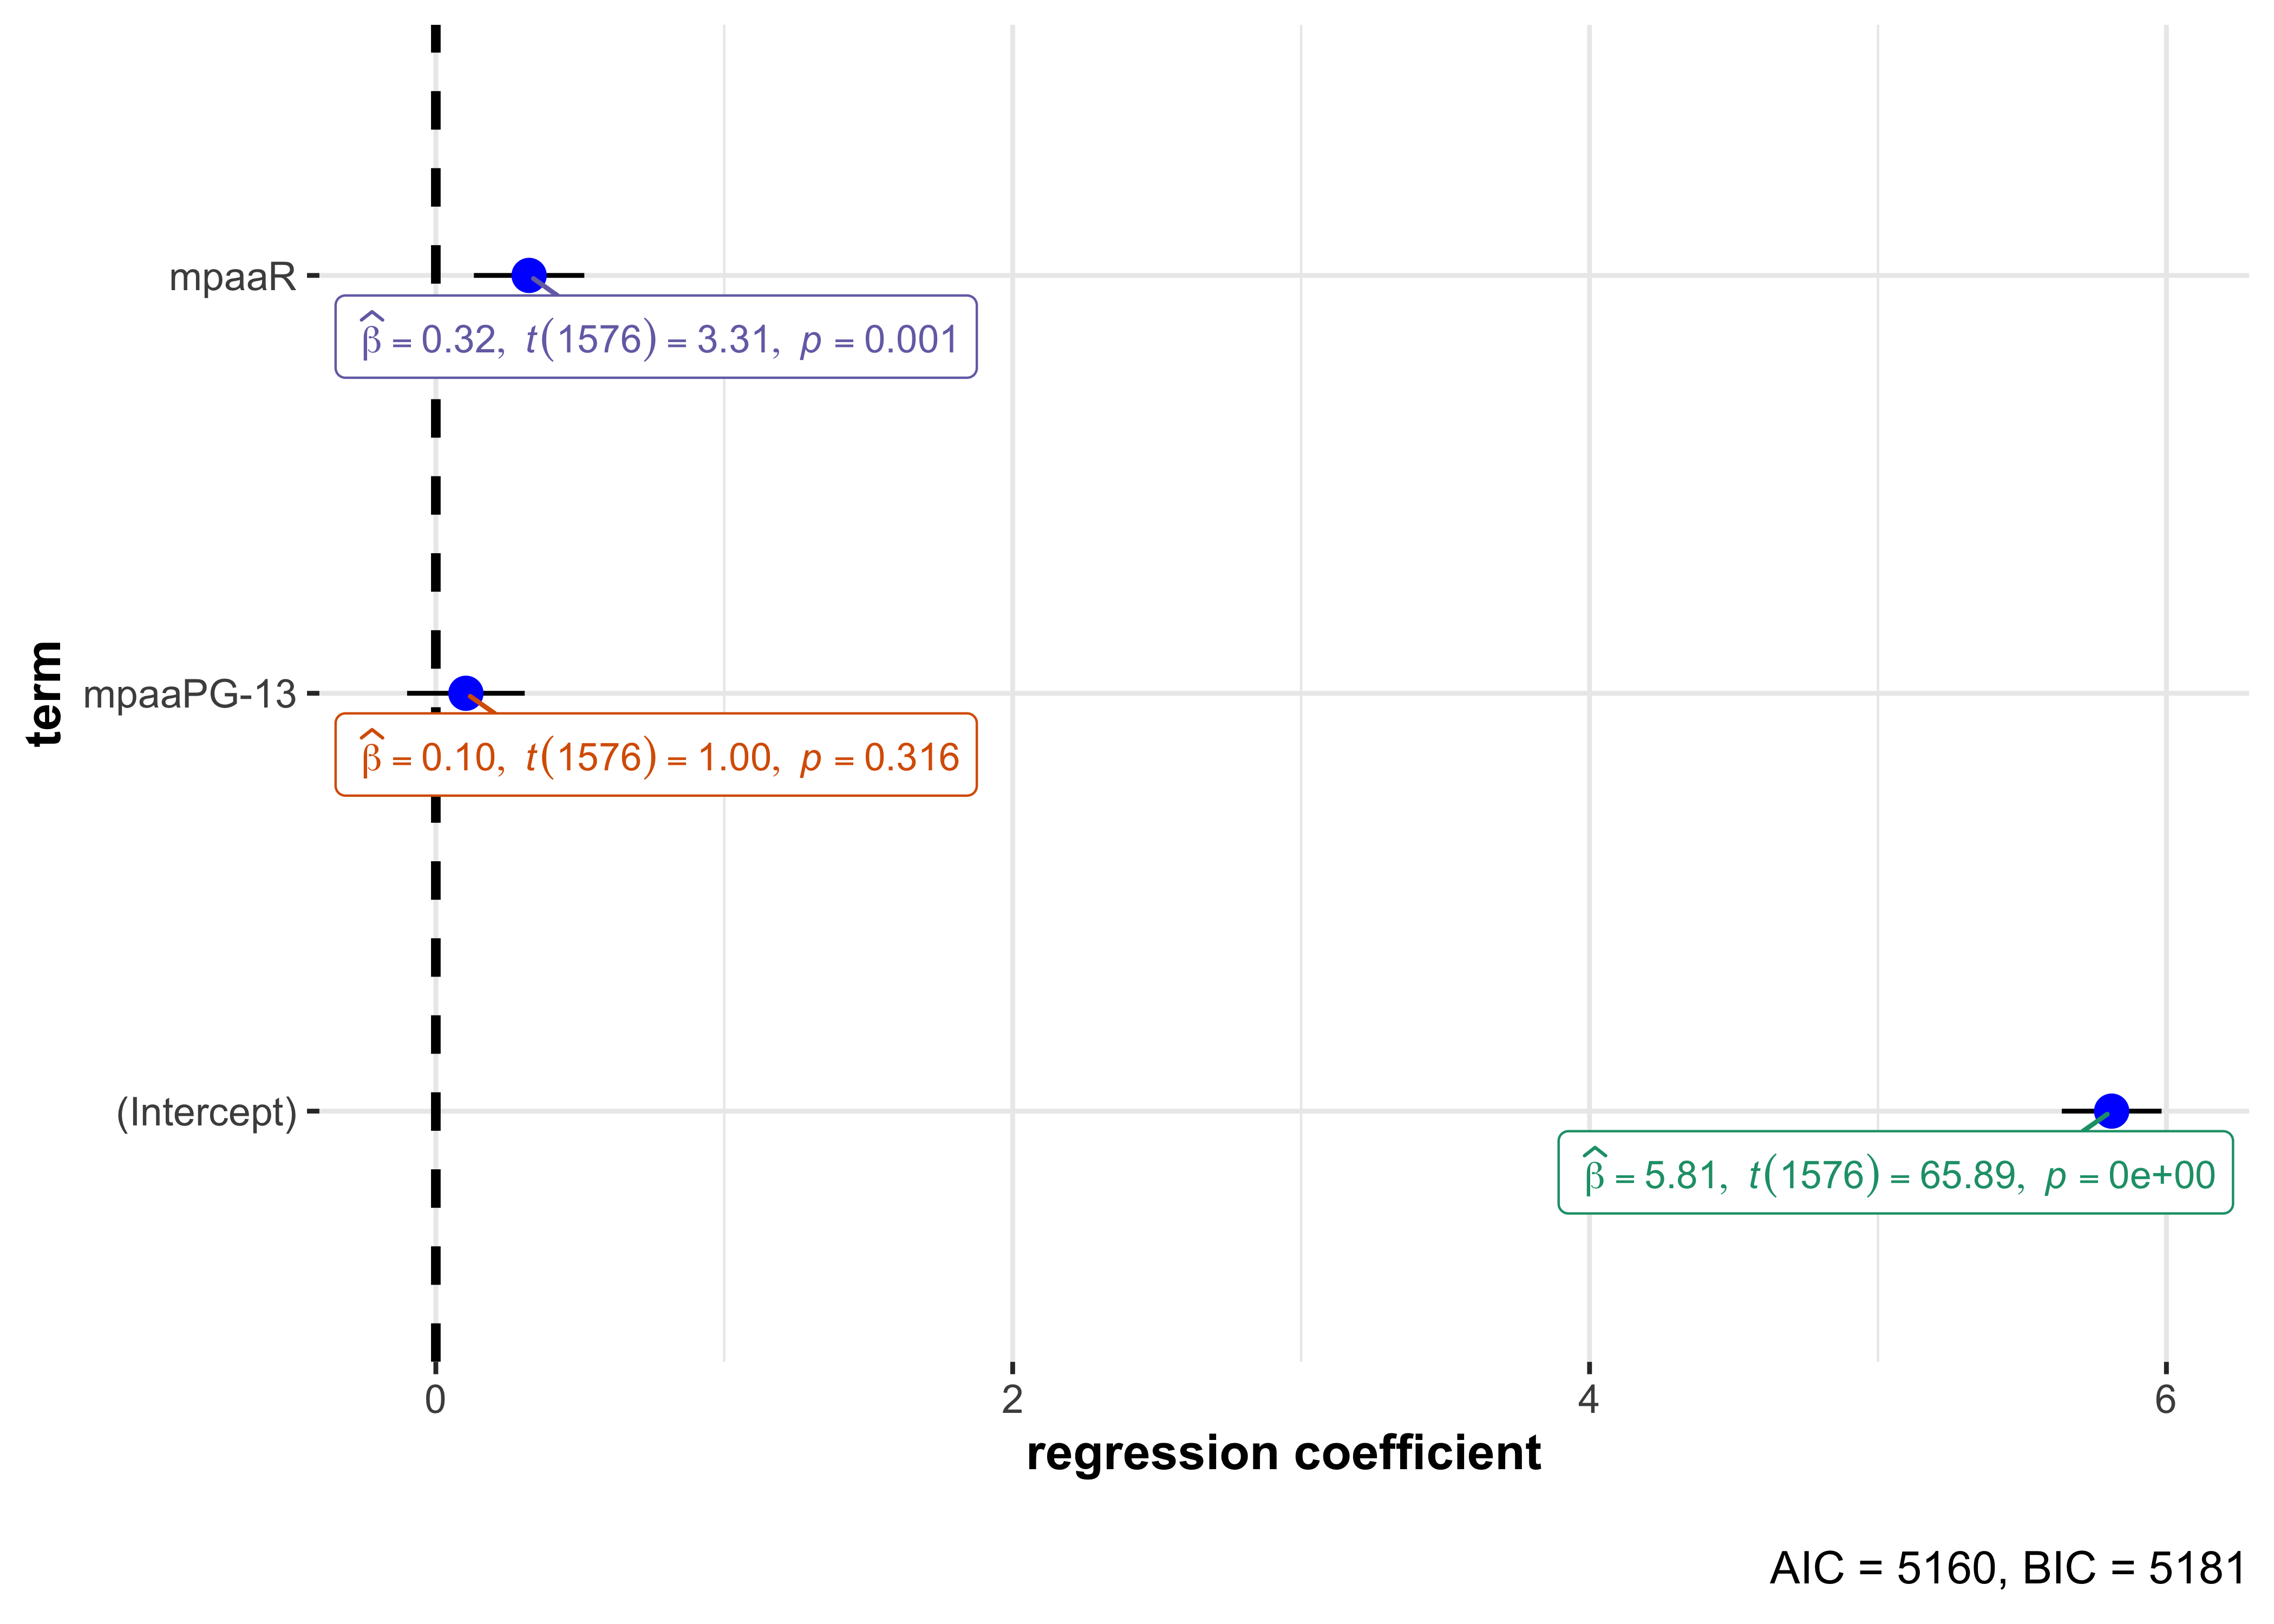 mpaaR
β̂ = 0.32, t(1576) = 3.31, p = 0.001
term
mpaaPG-13
β̂ = 0.10, t(1576) = 1.00, p = 0.316
(Intercept)
β̂ = 5.81, t(1576) = 65.89, p = 0e+00
0 2 4 6
regression coefficient
AIC = 5160, BIC = 5181